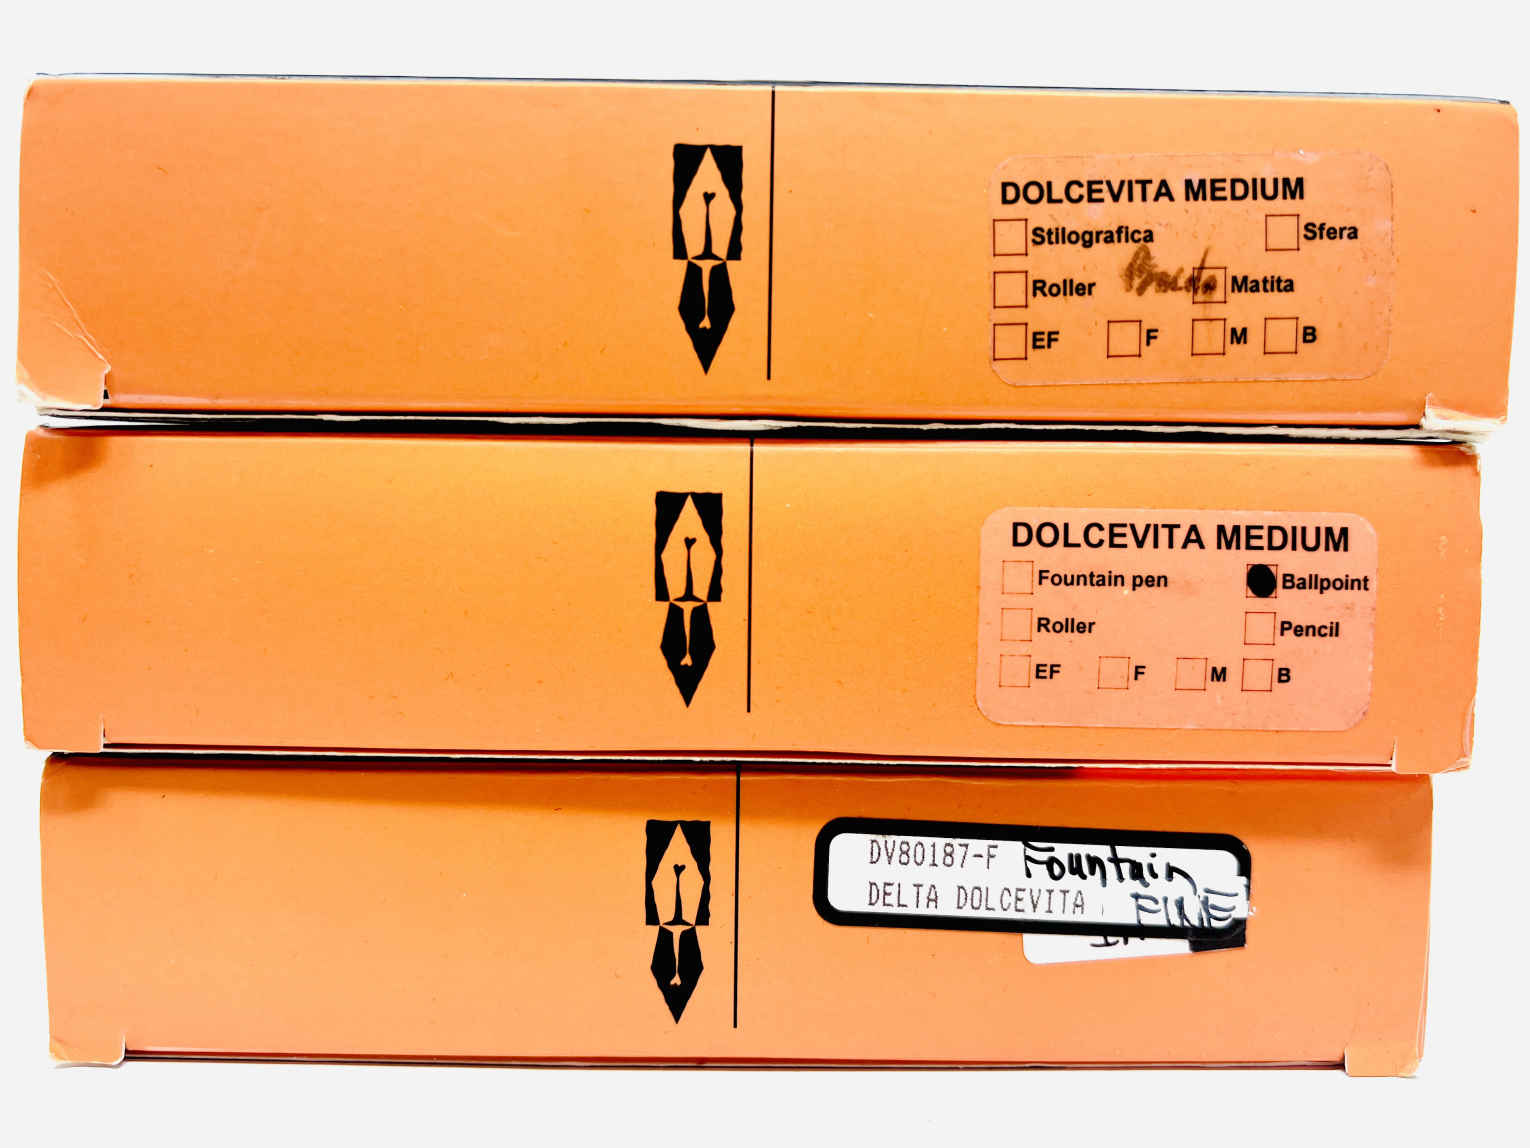 DOLCEVITA MEDIUM
Stilografica Sfera
Roller Matita
EF F M B
DOLCEVITA MEDIUM
Fountain pen Ballpoint
Roller Pencil
EF F M B
DV80187-F Fountain
DELTA DOLCEVITA FINE